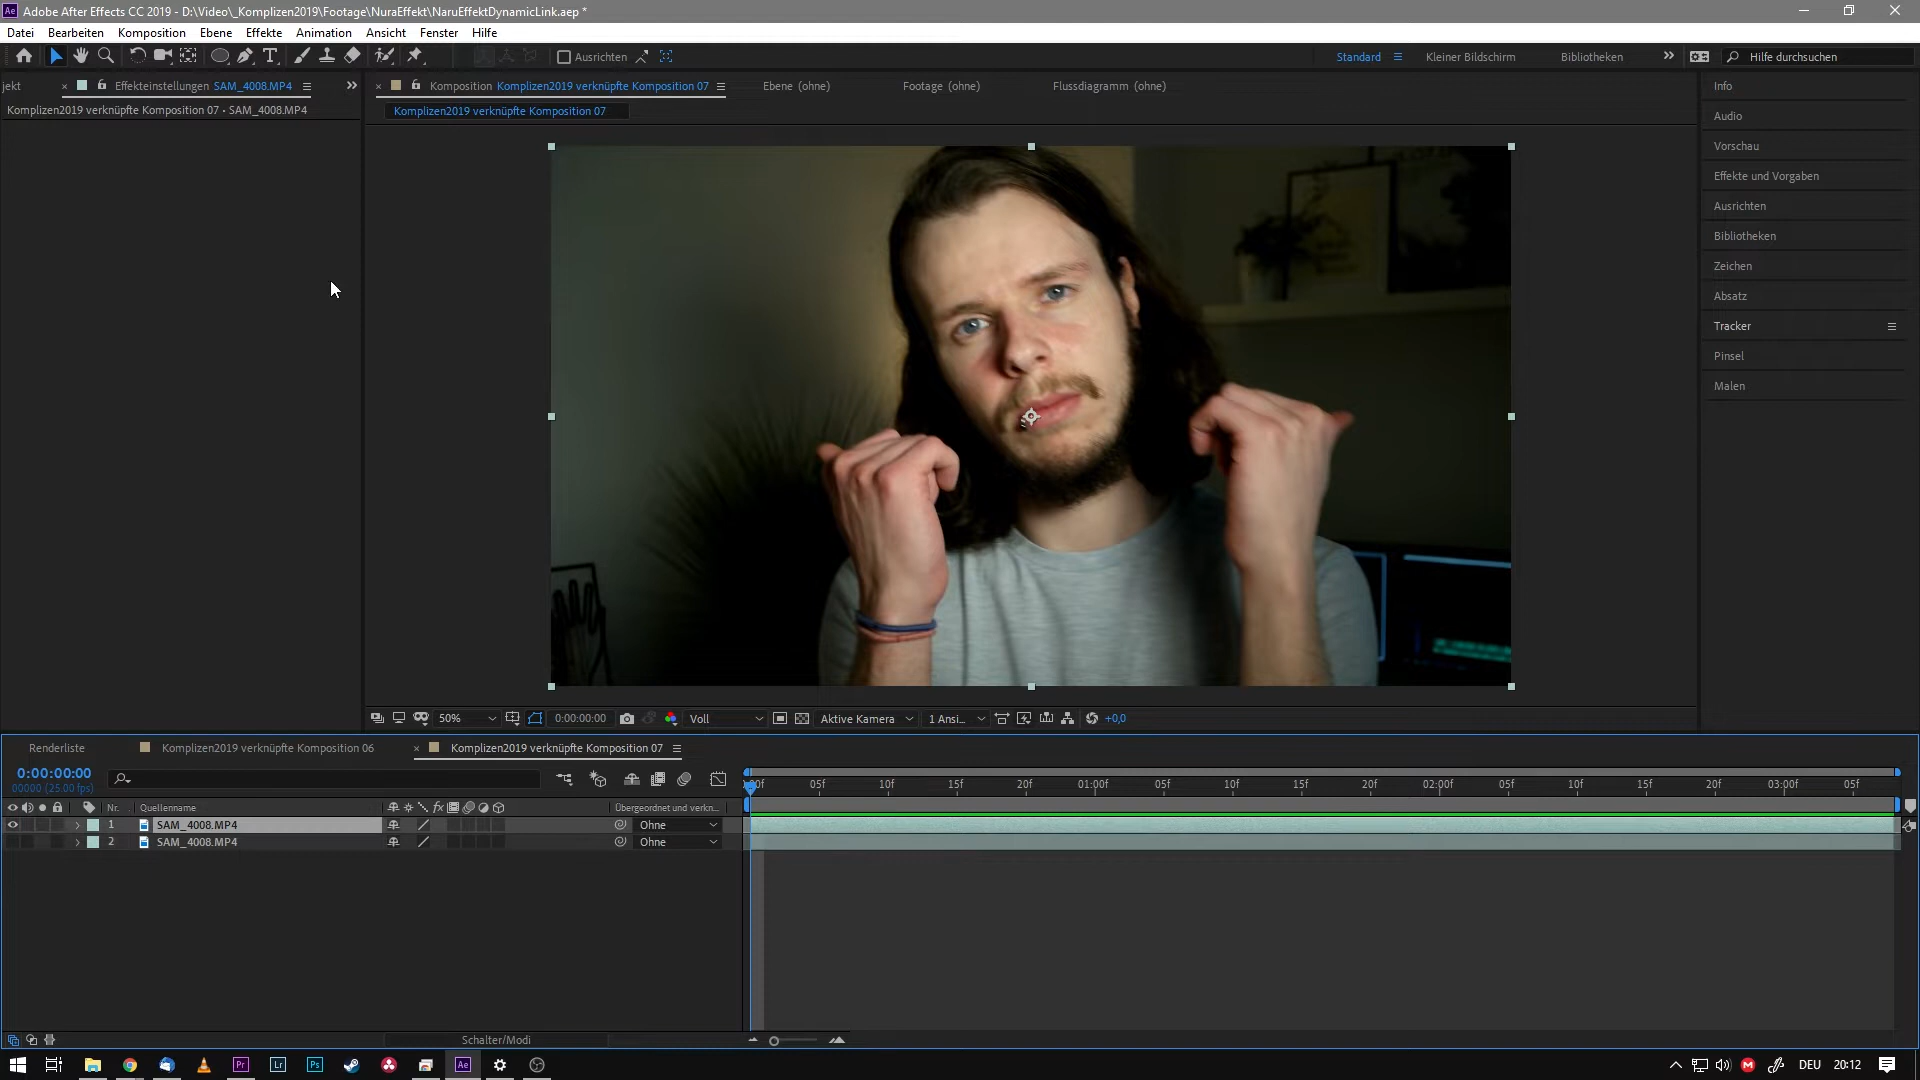 Adobe After Effects CC 2019 - D:\Video\_Komplizen2019\Footage\NuraEffekt\NaruEffektDynamicLink.aep *
Datei Bearbeiten Komposition Ebene Effekte Animation Ansicht Fenster Hilfe
Ausrichten Standard Kleiner Bildschirm Bibliotheken Hilfe durchsuchen
jekt Effekteinstellungen SAM_4008.MP4 Komposition Komplizen2019 verknüpfte Komposition 07 Ebene (ohne) Footage (ohne) Flussdiagramm (ohne)
Komplizen2019 verknüpfte Komposition 07 • SAM_4008.MP4
Komplizen2019 verknüpfte Komposition 07
Info
Audio
Vorschau
Effekte und Vorgaben
Ausrichten
Bibliotheken
Zeichen
Absatz
Tracker
Pinsel
Malen
50% 0:00:00:00 Voll Aktive Kamera 1 Ansi... +0,0
Renderliste Komplizen2019 verknüpfte Komposition 06 Komplizen2019 verknüpfte Komposition 07
0:00:00:00
00000 (25.00 fps)
00f 05f 10f 15f 20f 01:00f 05f 10f 15f 20f 02:00f 05f 10f 15f 20f 03:00f 05f
Nr. Quellenname Übergeordnet und verkn...
1 SAM_4008.MP4 Ohne
2 SAM_4008.MP4 Ohne
Schalter/Modi
Pr Lr Ps Ae DEU 20:12